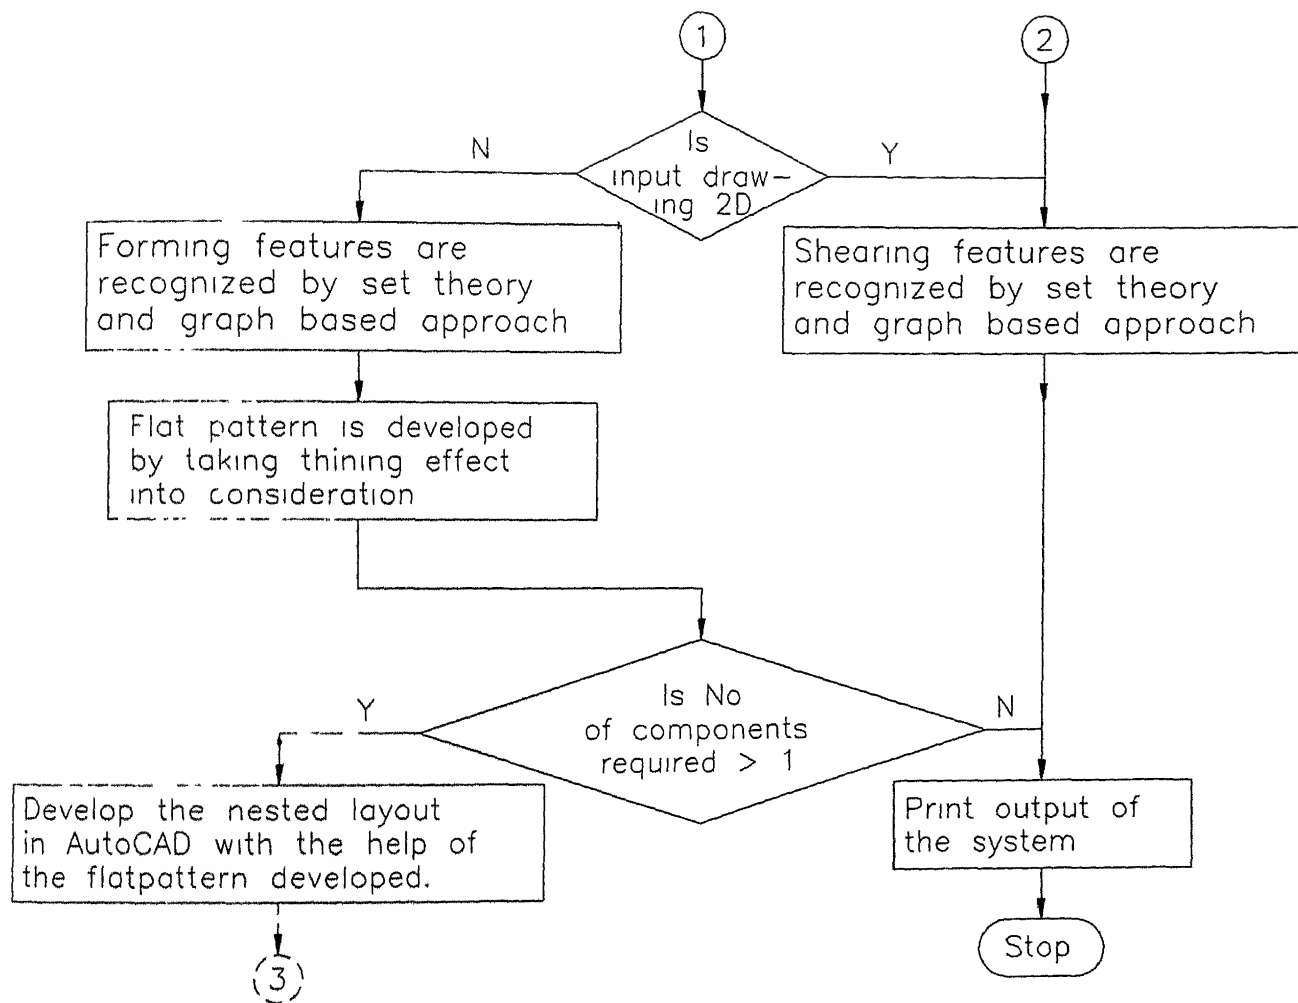 1
2
Is
input draw-
ing 2D
N
Y
Forming features are
recognized by set theory
and graph based approach
Shearing features are
recognized by set theory
and graph based approach
Flat pattern is developed
by taking thining effect
into consideration
Is No
of components
required > 1
Y
N
Develop the nested layout
in AutoCAD with the help of
the flatpattern developed.
Print output of
the system
3
Stop